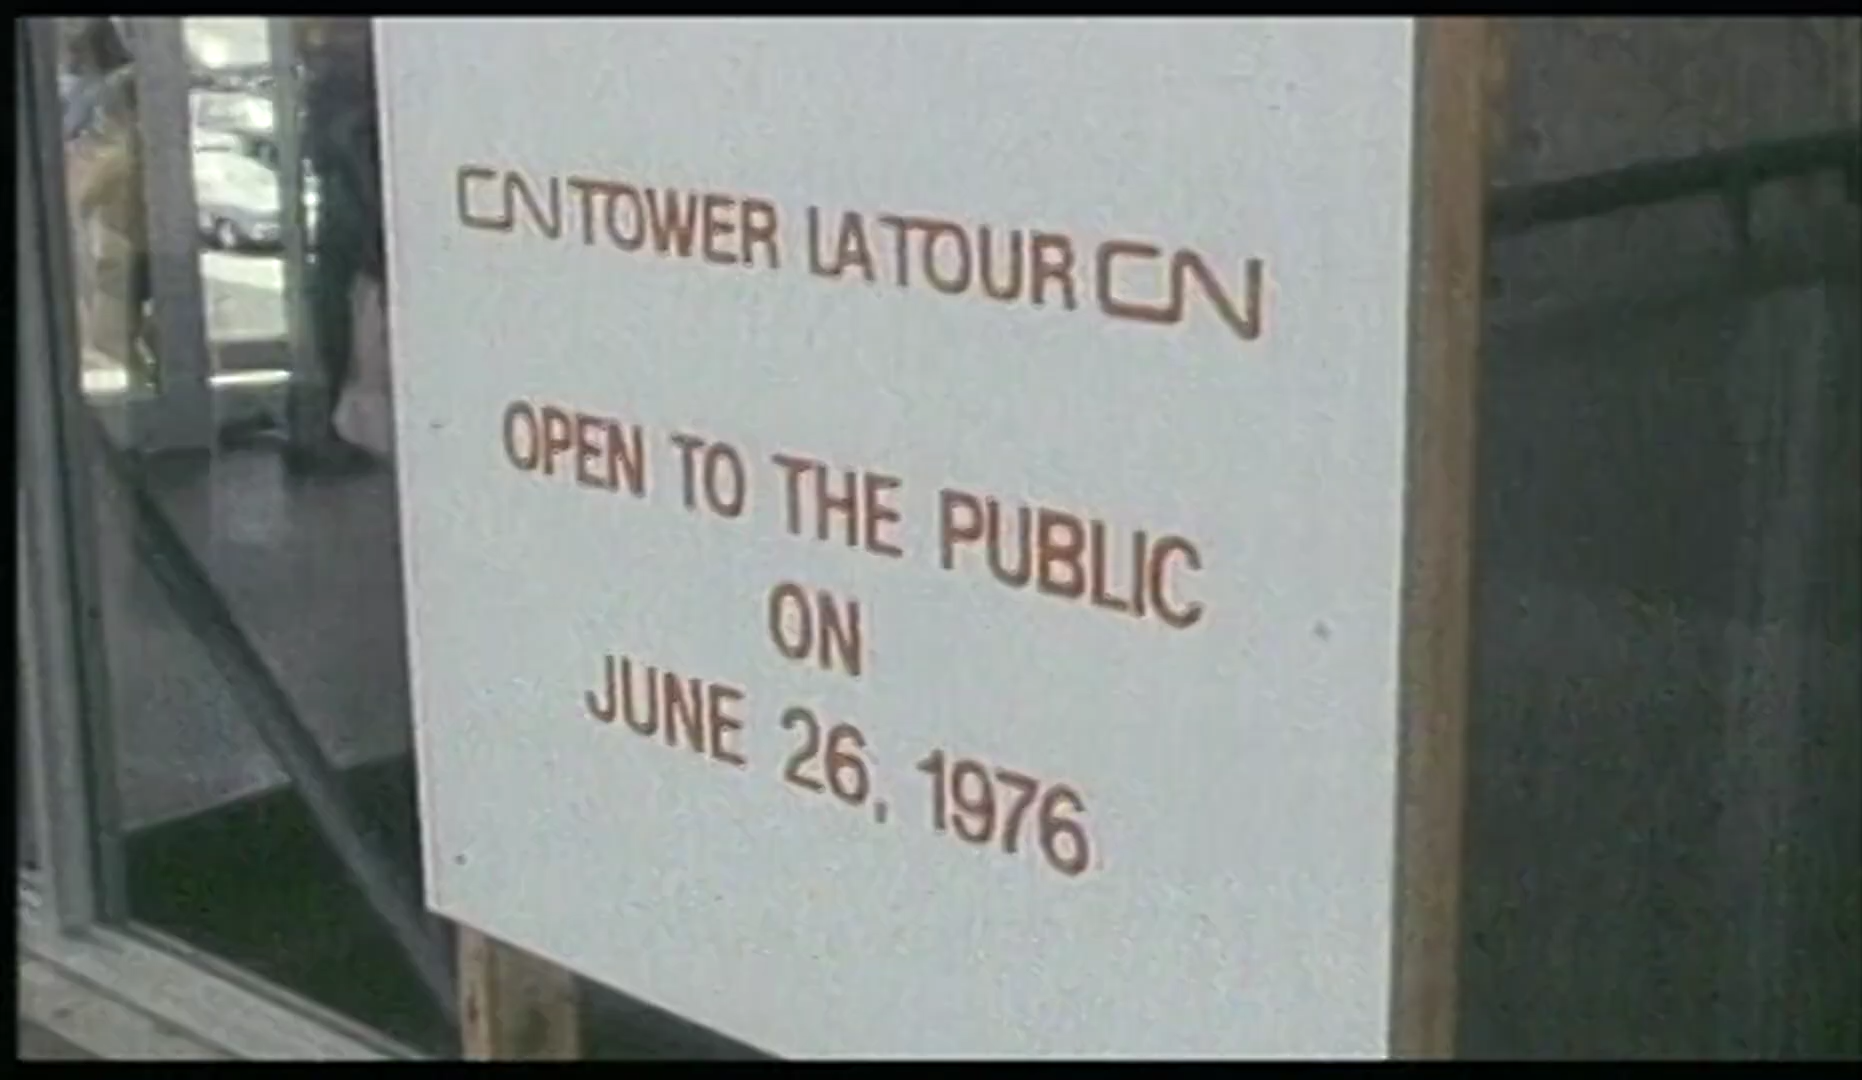 CN TOWER LA TOUR CN
OPEN TO THE PUBLIC
ON
JUNE 26, 1976